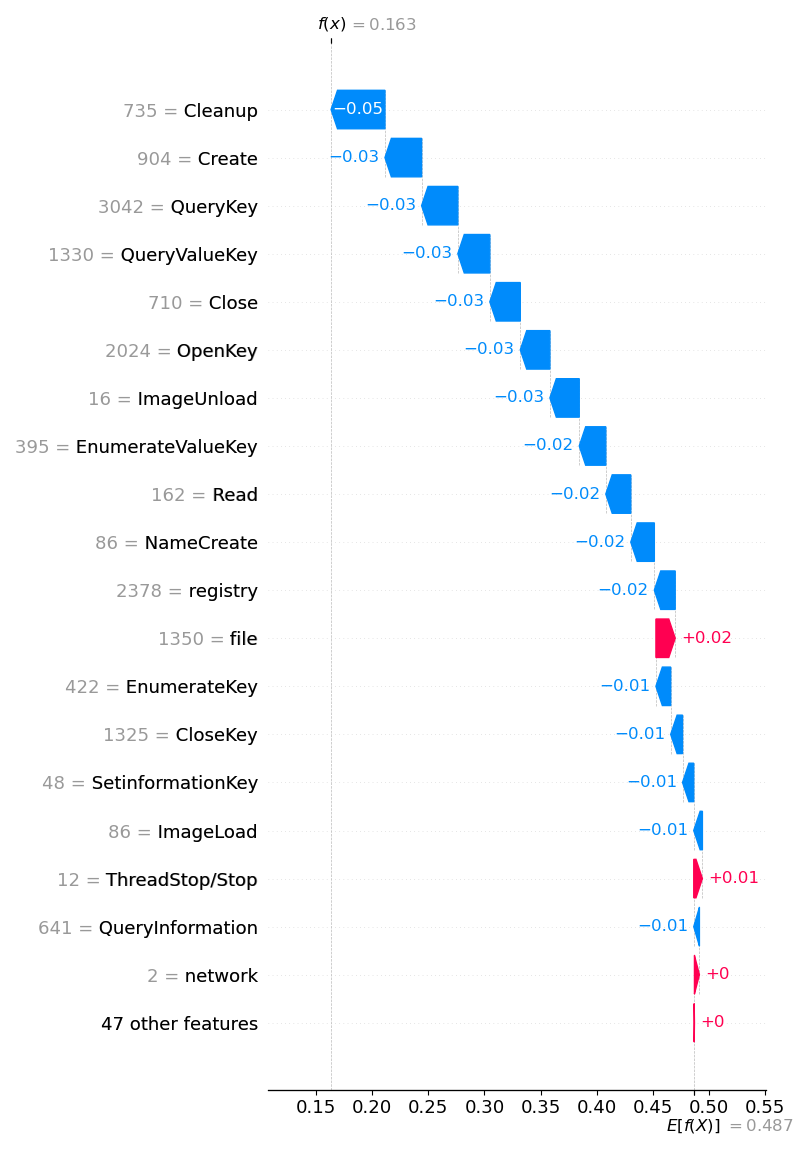 f(x) = 0.163
735 = Cleanup −0.05
904 = Create −0.03
3042 = QueryKey −0.03
1330 = QueryValueKey −0.03
710 = Close −0.03
2024 = OpenKey −0.03
16 = ImageUnload −0.03
395 = EnumerateValueKey −0.02
162 = Read −0.02
86 = NameCreate −0.02
2378 = registry −0.02
1350 = file +0.02
422 = EnumerateKey −0.01
1325 = CloseKey −0.01
48 = SetinformationKey −0.01
86 = ImageLoad −0.01
12 = ThreadStop/Stop +0.01
641 = QueryInformation −0.01
2 = network +0
47 other features +0
0.15 0.20 0.25 0.30 0.35 0.40 0.45 0.50 0.55
E[f(X)] = 0.487